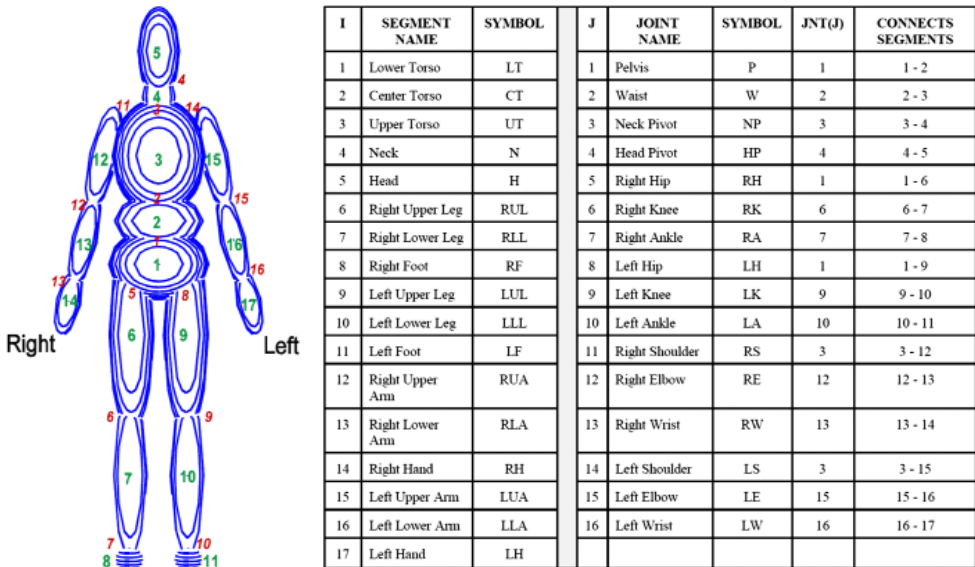 5
4
4
11
3
14
12
3
15
12
2
15
2
13
1
16
1
16
13
14
5
8
17
Right
Left
6
9
6
9
7
10
7
10
8
11
I SEGMENT NAME SYMBOL J JOINT NAME SYMBOL JNT(J) CONNECTS SEGMENTS
1 Lower Torso LT 1 Pelvis P 1 1 - 2
2 Center Torso CT 2 Waist W 2 2 - 3
3 Upper Torso UT 3 Neck Pivot NP 3 3 - 4
4 Neck N 4 Head Pivot HP 4 4 - 5
5 Head H 5 Right Hip RH 1 1 - 6
6 Right Upper Leg RUL 6 Right Knee RK 6 6 - 7
7 Right Lower Leg RLL 7 Right Ankle RA 7 7 - 8
8 Right Foot RF 8 Left Hip LH 1 1 - 9
9 Left Upper Leg LUL 9 Left Knee LK 9 9 - 10
10 Left Lower Leg LLL 10 Left Ankle LA 10 10 - 11
11 Left Foot LF 11 Right Shoulder RS 3 3 - 12
12 Right Upper Arm RUA 12 Right Elbow RE 12 12 - 13
13 Right Lower Arm RLA 13 Right Wrist RW 13 13 - 14
14 Right Hand RH 14 Left Shoulder LS 3 3 - 15
15 Left Upper Arm LUA 15 Left Elbow LE 15 15 - 16
16 Left Lower Arm LLA 16 Left Wrist LW 16 16 - 17
17 Left Hand LH